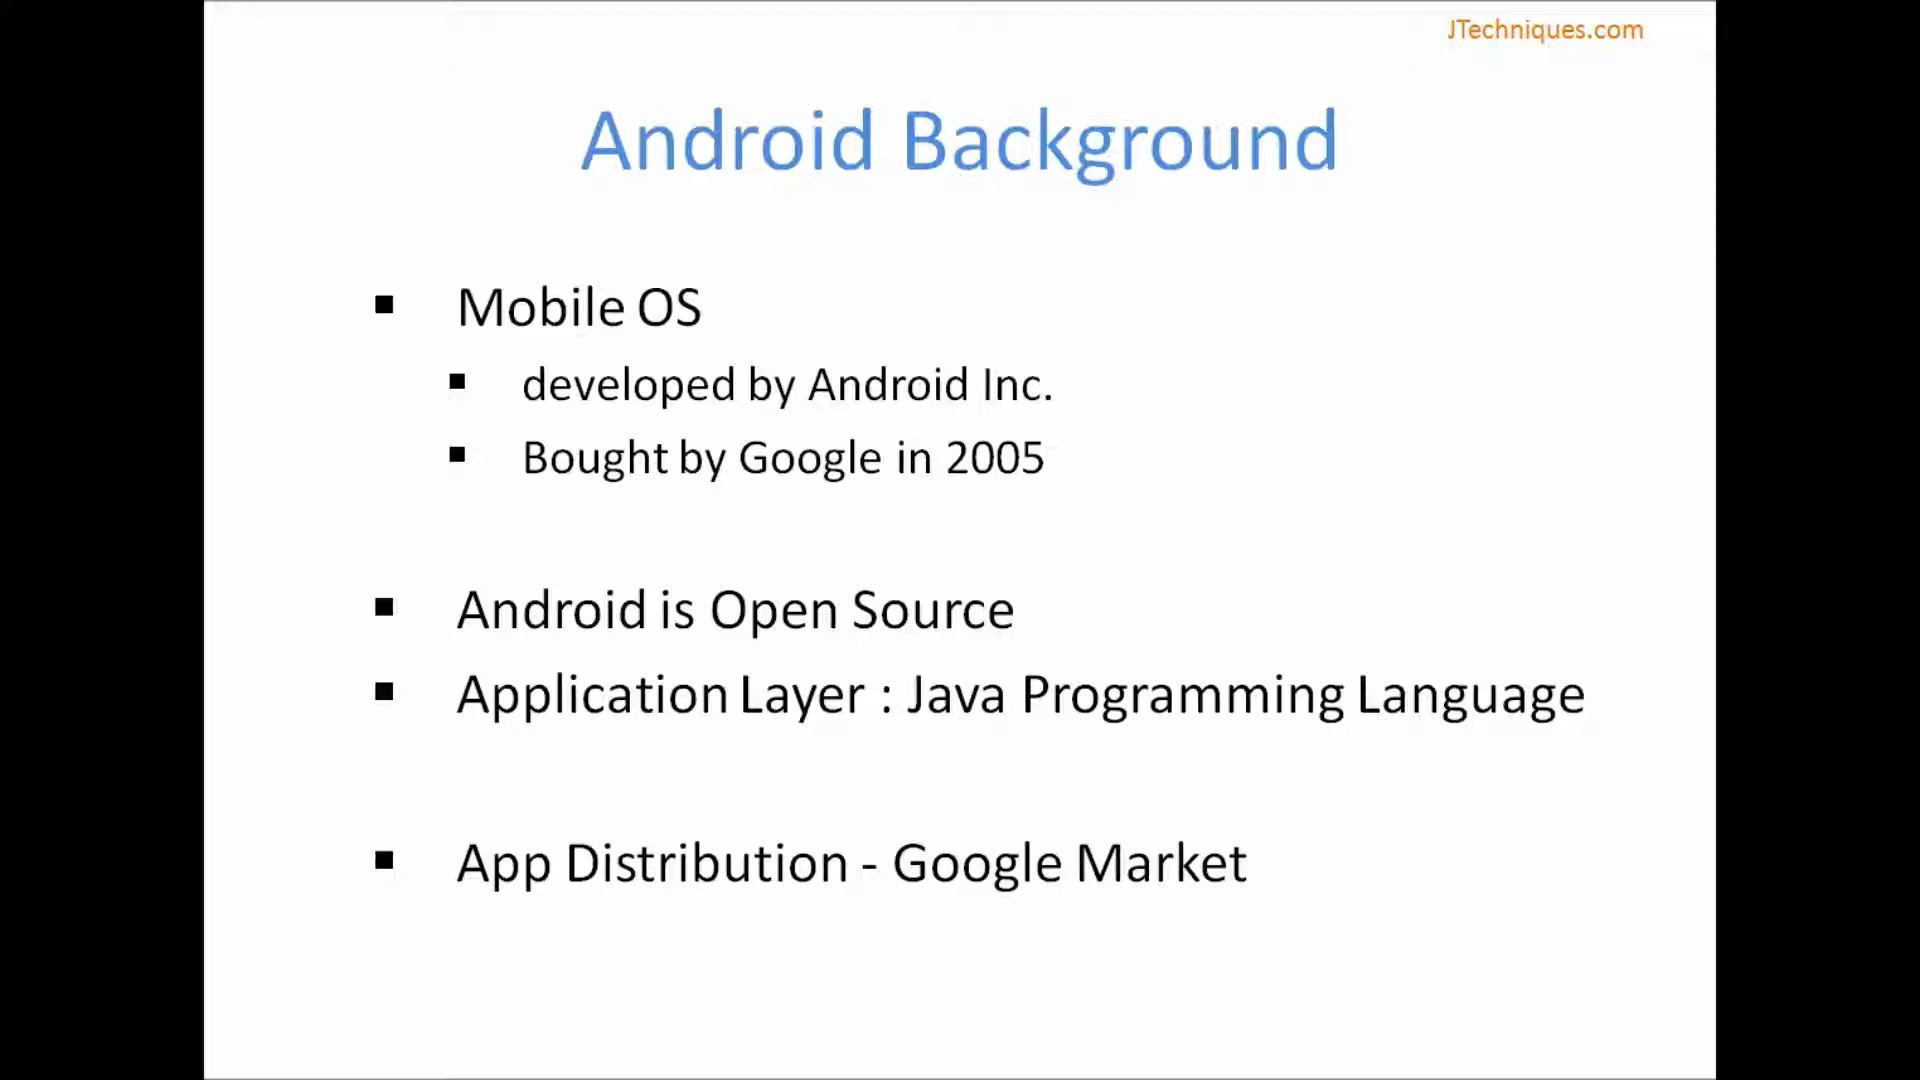 JTechniques.com
Android Background
▪ Mobile OS
▪ developed by Android Inc.
▪ Bought by Google in 2005
▪ Android is Open Source
▪ Application Layer : Java Programming Language
▪ App Distribution - Google Market